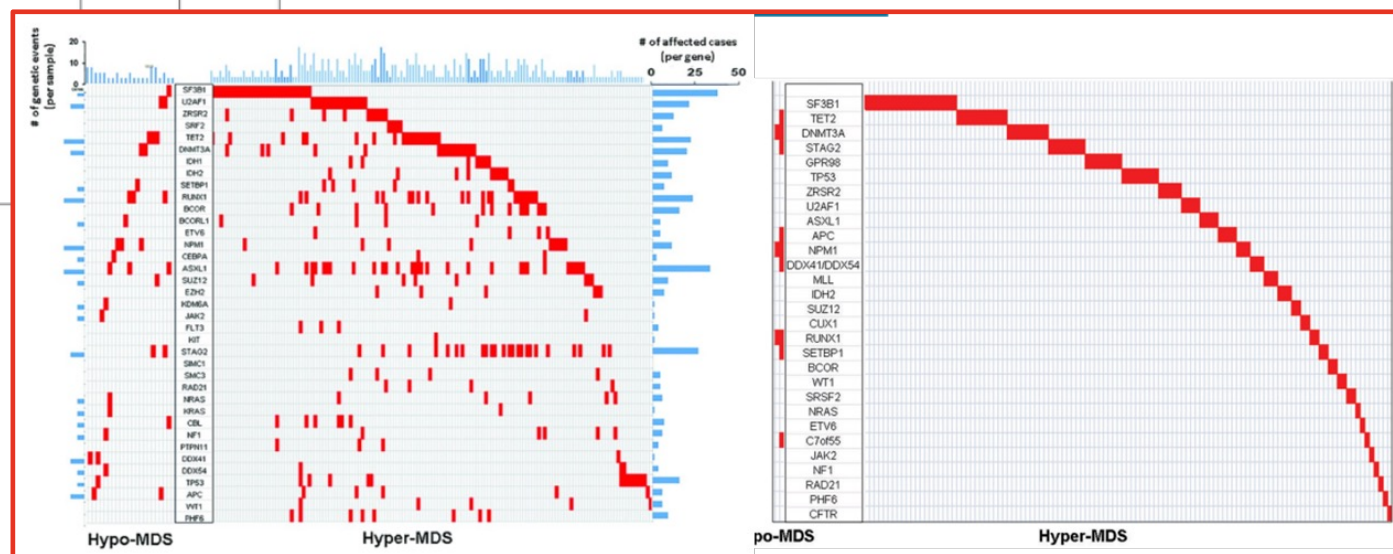 # of genetic events
(per sample)
20
10
0
# of affected cases
(per gene)
0 25 50
SF3B1
U2AF1
ZRSR2
SRF2
TET2
DNMT3A
IDH1
IDH2
SETBP1
RUNX1
BCOR
BCORL1
ETV6
NPM1
CEBPA
ASXL1
SUZ12
EZH2
KDM6A
JAK2
FLT3
KIT
STAG2
SMC1
SMC3
RAD21
NRAS
KRAS
CBL
NF1
PTPN11
DDX41
DDX54
TP53
APC
WT1
PHF6
Hypo-MDS
Hyper-MDS
SF3B1
TET2
DNMT3A
STAG2
GPR98
TP53
ZRSR2
U2AF1
ASXL1
APC
NPM1
DDX41/DDX54
MLL
IDH2
SUZ12
CUX1
RUNX1
SETBP1
BCOR
WT1
SRSF2
NRAS
ETV6
C7of55
JAK2
NF1
RAD21
PHF6
CFTR
po-MDS
Hyper-MDS